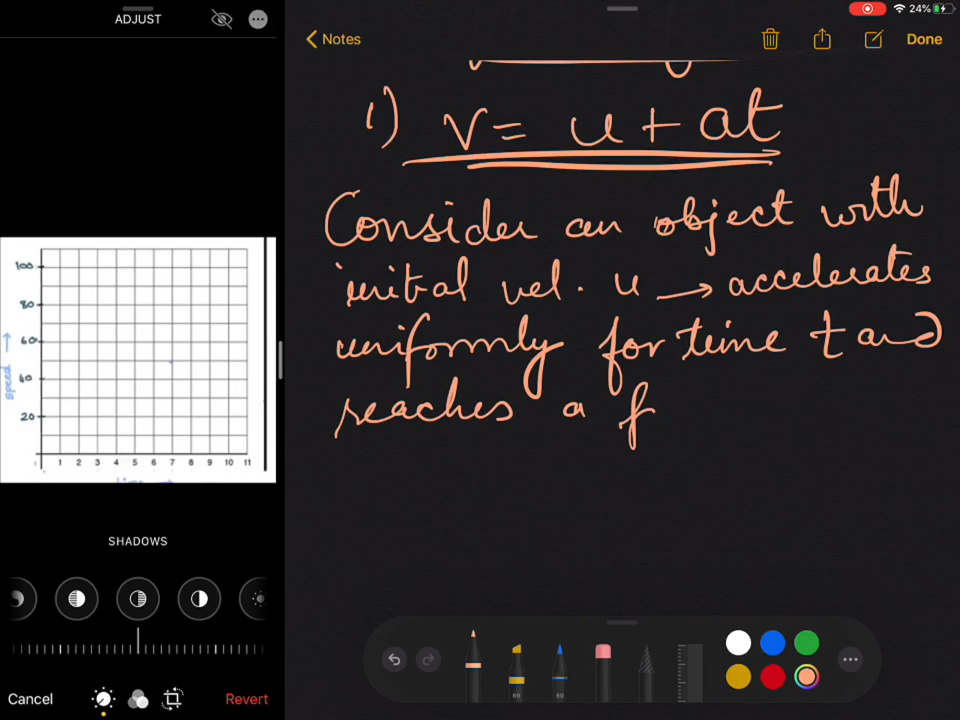 ADJUST
100
80
60
40
20
speed →
1 2 3 4 5 6 7 8 9 10 11
SHADOWS
Cancel
Revert
Notes
24%
Done
1) v = u + at
Consider an object with
initial vel. u → accelerates
uniformly for time t and
reaches a f
80
50